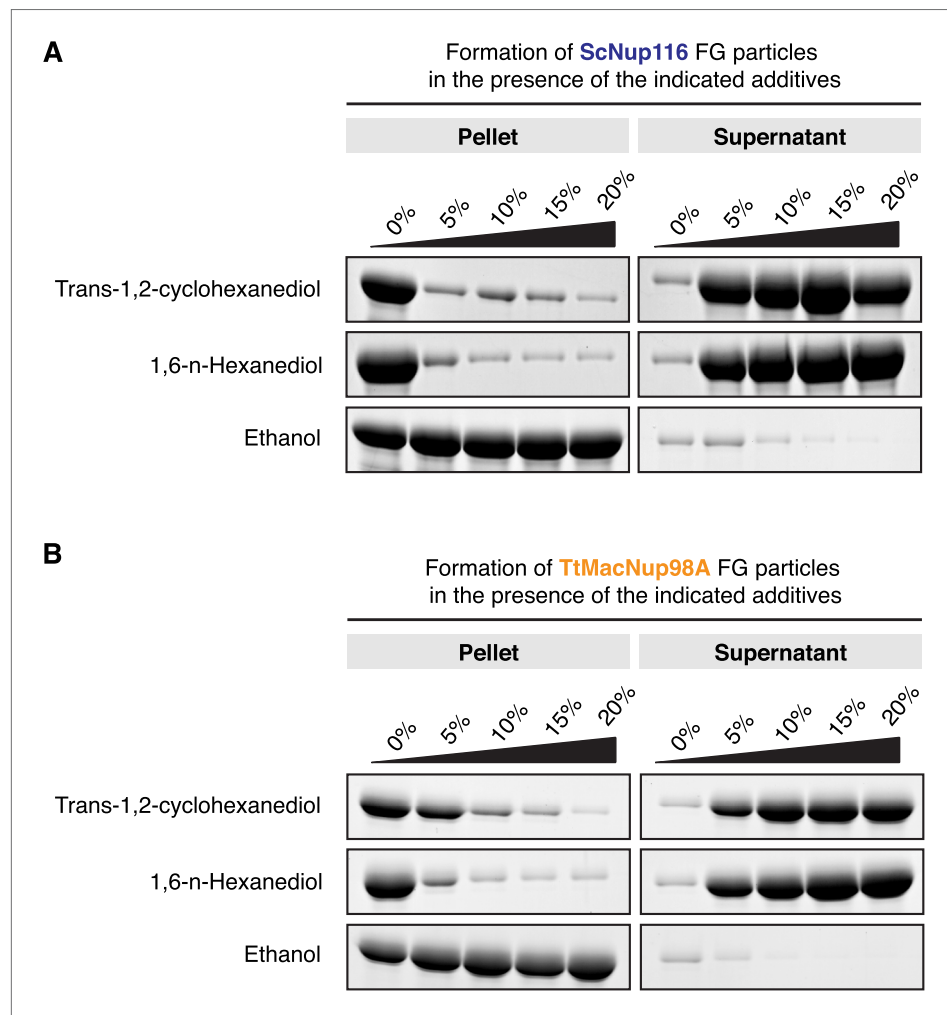 A
Formation of ScNup116 FG particles
in the presence of the indicated additives
Pellet
Supernatant
0% 5% 10% 15% 20%
0% 5% 10% 15% 20%
Trans-1,2-cyclohexanediol
1,6-n-Hexanediol
Ethanol
B
Formation of TtMacNup98A FG particles
in the presence of the indicated additives
Pellet
Supernatant
0% 5% 10% 15% 20%
0% 5% 10% 15% 20%
Trans-1,2-cyclohexanediol
1,6-n-Hexanediol
Ethanol